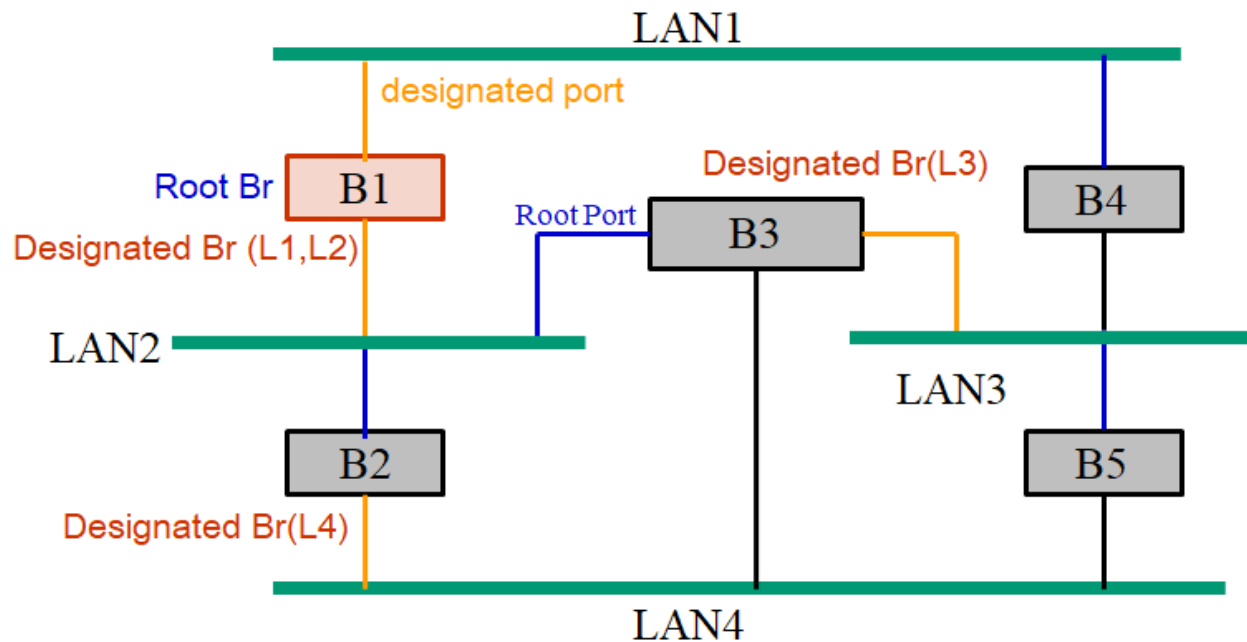 LAN1
designated port
Designated Br(L3)
Root Br
B1
B4
Root Port
B3
Designated Br (L1,L2)
LAN2
LAN3
B2
B5
Designated Br(L4)
LAN4